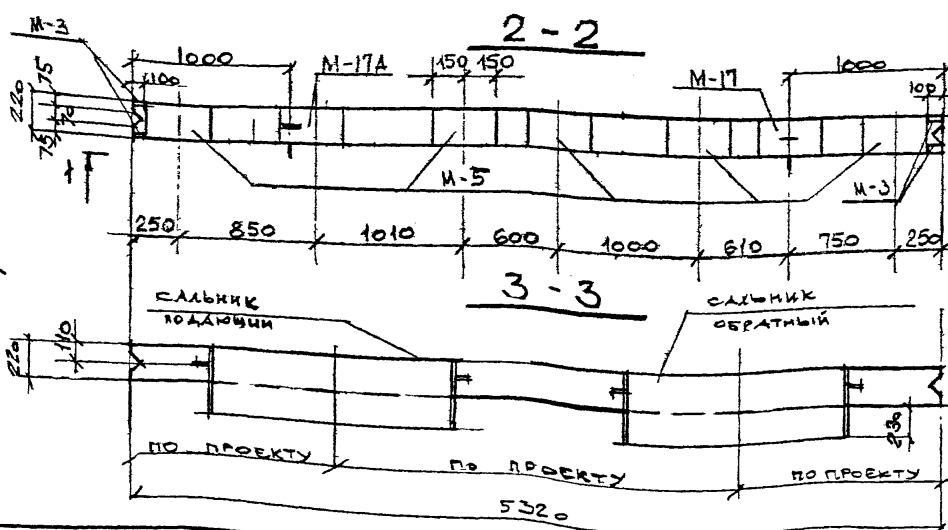 2 - 2
М-3
1000
М-17А
150 150
М-17
1000
100
100
75
220
70
75
1
М-5
М-3
250
850
1010
600
1000
610
750
250
3 - 3
САЛЬНИК
ПОДАЮЩИЙ
САЛЬНИК
ОБРАТНЫЙ
220
110
230
ПО ПРОЕКТУ
ПО ПРОЕКТУ
ПО ПРОЕКТУ
5320